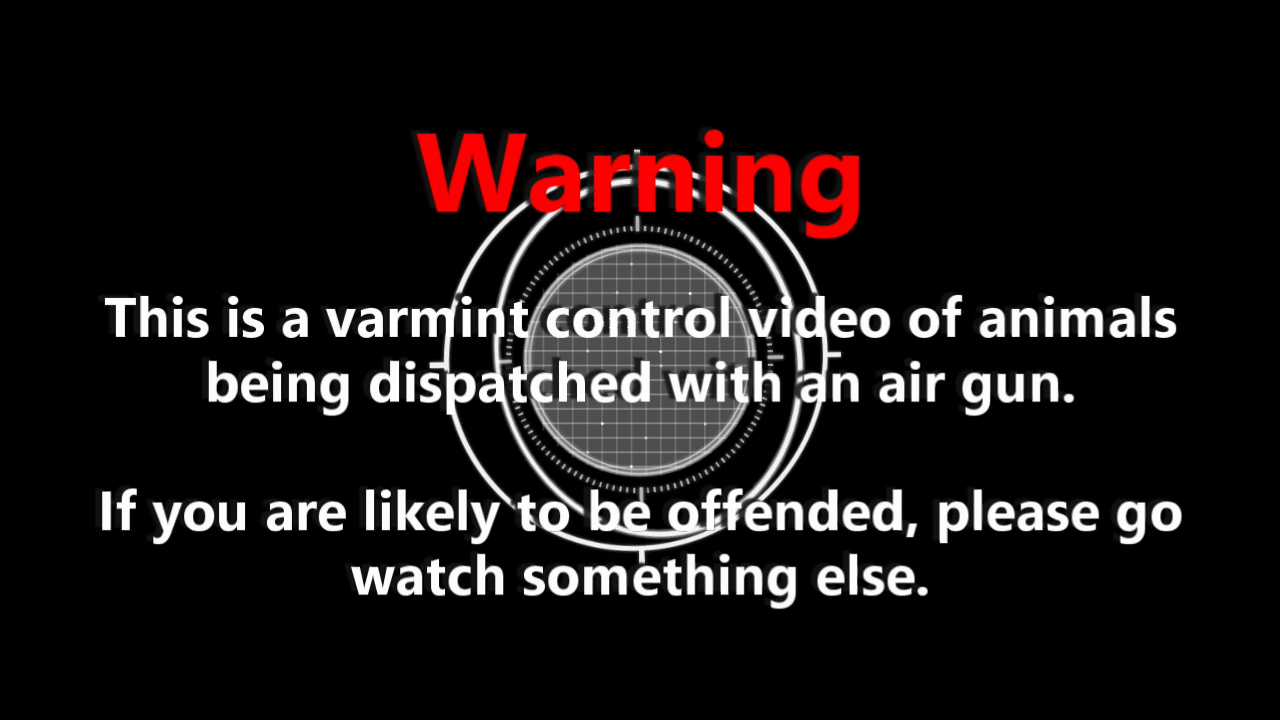 Warning
This is a varmint control video of animals
being dispatched with an air gun.
If you are likely to be offended, please go
watch something else.